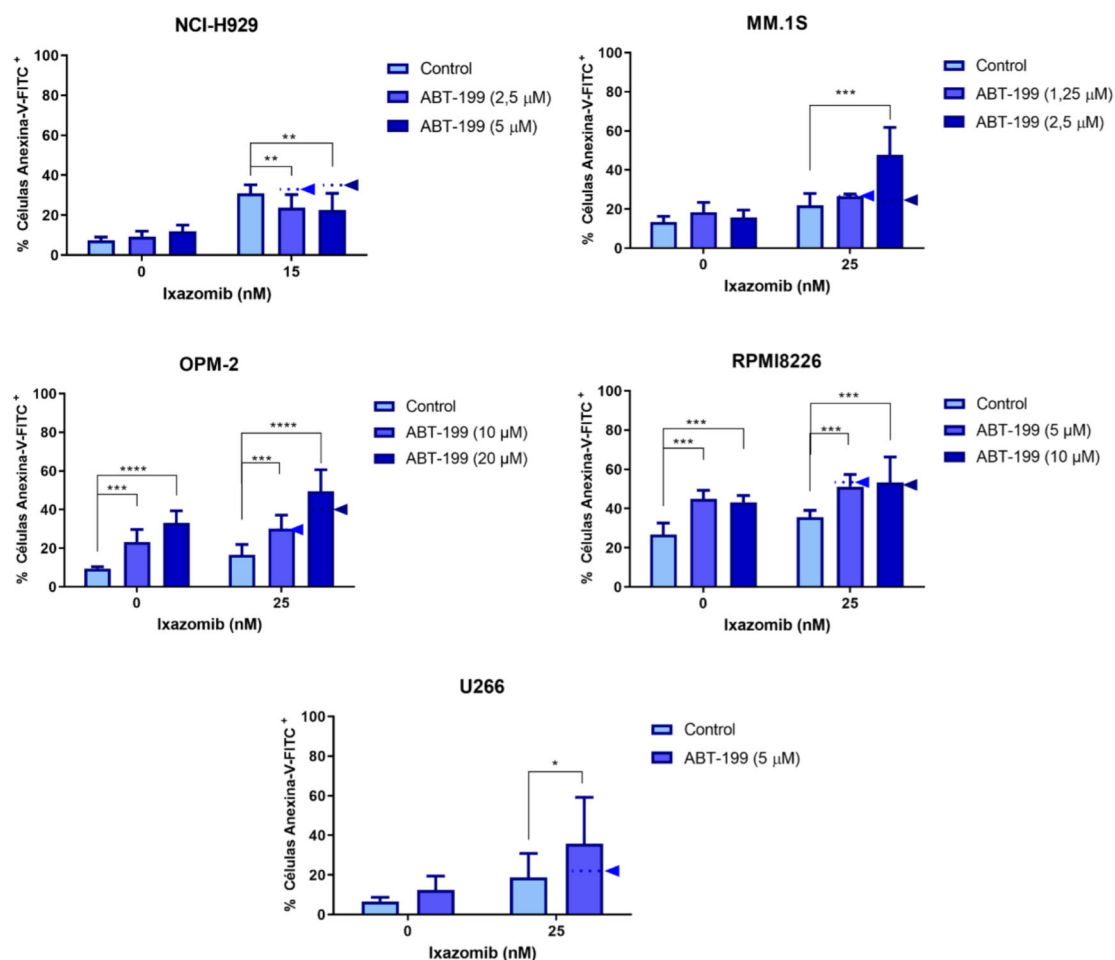 NCI-H929
% Células Anexina-V-FITC +
100
80
60
40
20
0
**
**
0
15
Ixazomib (nM)
Control
ABT-199 (2,5 μM)
ABT-199 (5 μM)
MM.1S
% Células Anexina-V-FITC +
100
80
60
40
20
0
***
0
25
Ixazomib (nM)
Control
ABT-199 (1,25 μM)
ABT-199 (2,5 μM)
OPM-2
% Células Anexina-V-FITC +
100
80
60
40
20
0
****
***
****
***
0
25
Ixazomib (nM)
Control
ABT-199 (10 μM)
ABT-199 (20 μM)
RPMI8226
% Células Anexina-V-FITC +
100
80
60
40
20
0
***
***
***
***
0
25
Ixazomib (nM)
Control
ABT-199 (5 μM)
ABT-199 (10 μM)
U266
% Células Anexina-V-FITC +
100
80
60
40
20
0
*
0
25
Ixazomib (nM)
Control
ABT-199 (5 μM)